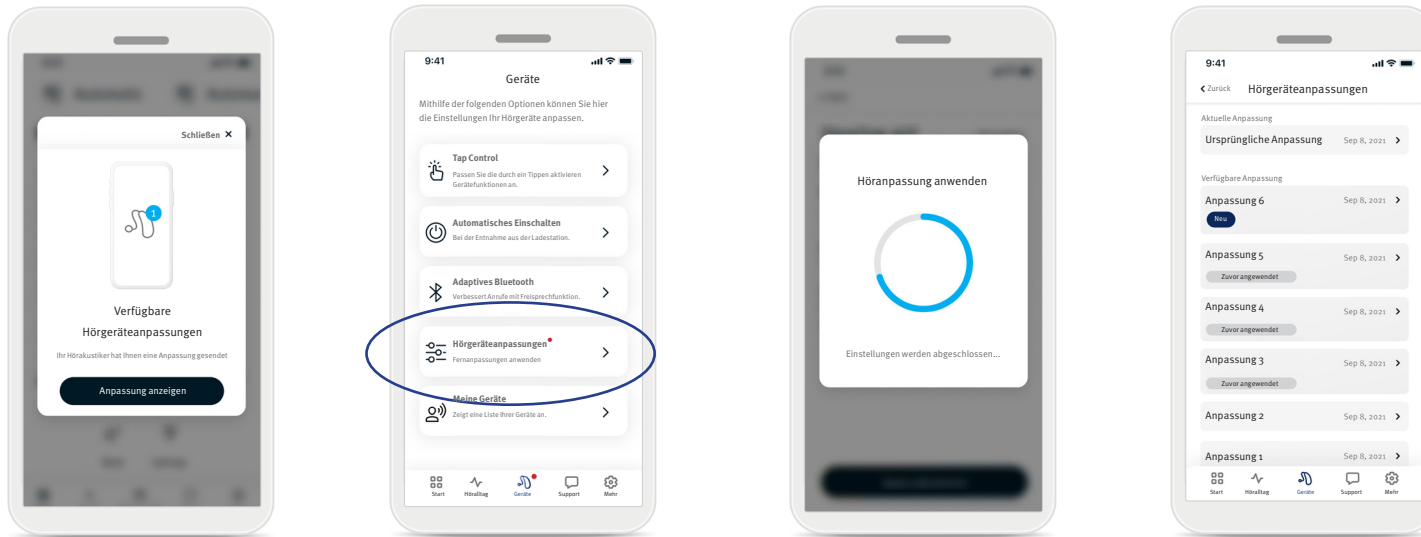 Schließen ×
1
Verfügbare
Hörgeräteanpassungen
Ihr Hörakustiker hat Ihnen eine Anpassung gesendet
Anpassung anzeigen
9:41
Geräte
Mithilfe der folgenden Optionen können Sie hier
die Einstellungen Ihr Hörgeräte anpassen.
Tap Control
Passen Sie die durch ein Tippen aktivieren
Gerätefunktionen an.
Automatisches Einschalten
Bei der Entnahme aus der Ladestation.
Adaptives Bluetooth
Verbessert Anrufe mit Freisprechfunktion.
Hörgeräteanpassungen
Fernanpassungen anwenden
Meine Geräte
Zeigt eine Liste Ihrer Geräte an.
Start Höralltag Geräte Support Mehr
Höranpassung anwenden
Einstellungen werden abgeschlossen...
9:41
Zurück Hörgeräteanpassungen
Aktuelle Anpassung
Ursprüngliche Anpassung Sep 8, 2021
Verfügbare Anpassung
Anpassung 6 Sep 8, 2021
Neu
Anpassung 5 Sep 8, 2021
Zuvor angewendet
Anpassung 4 Sep 8, 2021
Zuvor angewendet
Anpassung 3 Sep 8, 2021
Zuvor angewendet
Anpassung 2 Sep 8, 2021
Anpassung 1 Sep 8, 2021
Start Höralltag Geräte Support Mehr